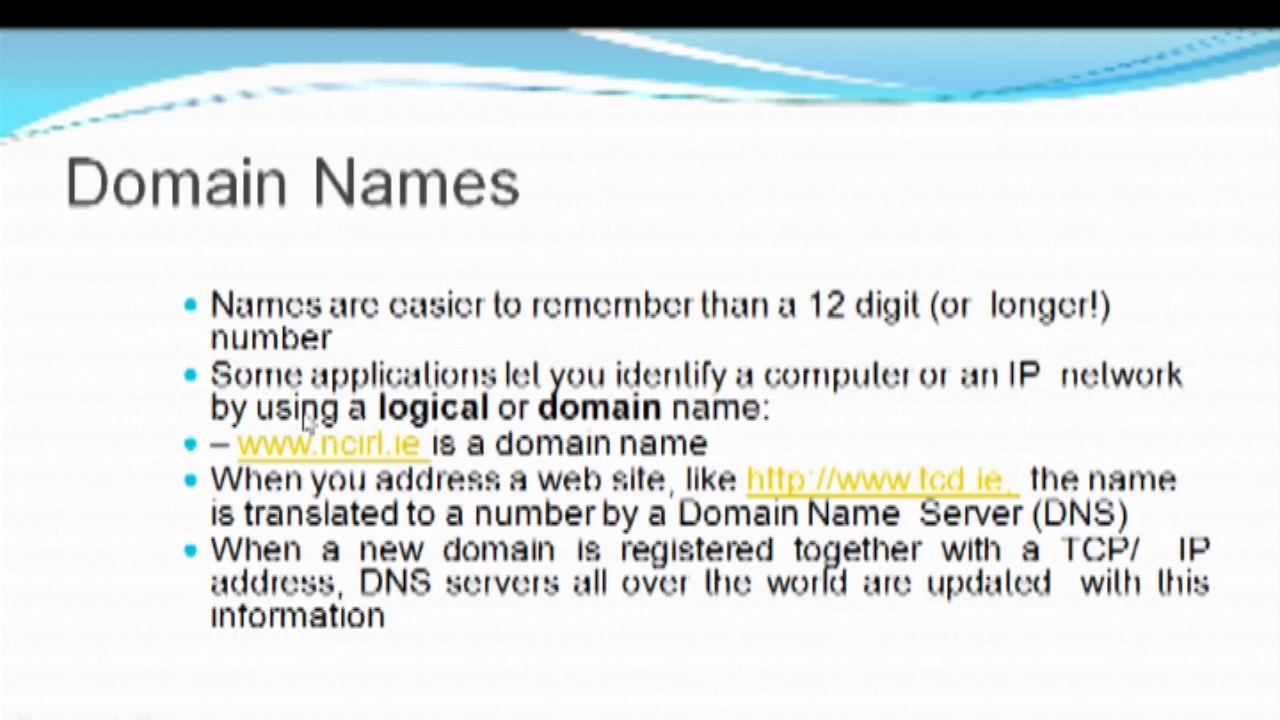 Domain Names
• Names are easier to remember than a 12 digit (or longer!)
number
• Some applications let you identify a computer or an IP network
by using a logical or domain name:
• – www.ncirl.ie is a domain name
• When you address a web site, like http://www.tcd.ie, the name
is translated to a number by a Domain Name Server (DNS)
• When a new domain is registered together with a TCP/ IP
address, DNS servers all over the world are updated with this
information